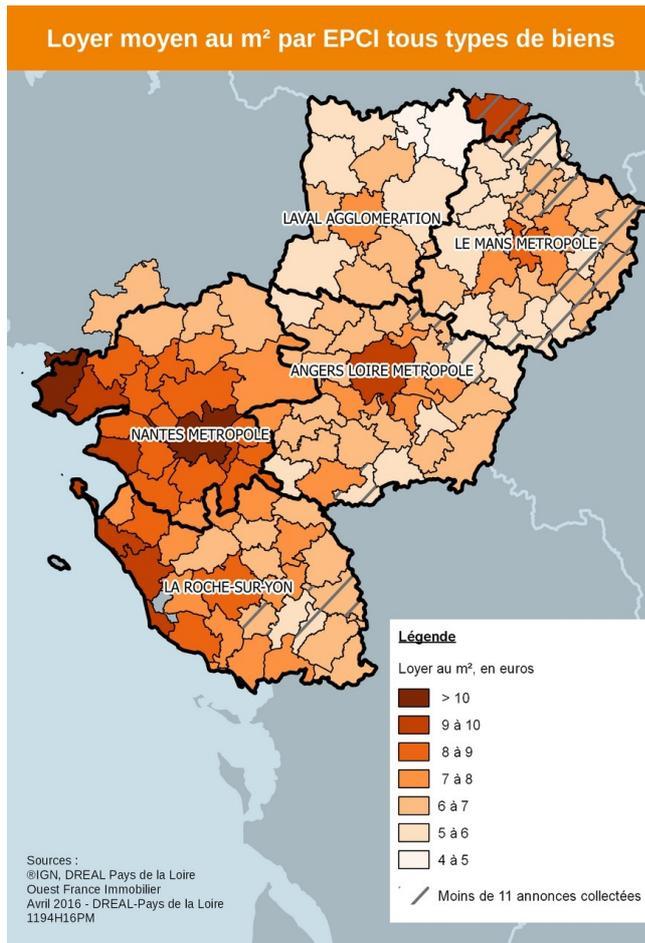 Loyer moyen au m² par EPCI tous types de biens
LAVAL AGGLOMERATION
LE MANS METROPOLE
ANGERS LOIRE METROPOLE
NANTES METROPOLE
LA ROCHE-SUR-YON
Légende
Loyer au m², en euros
> 10
9 à 10
8 à 9
7 à 8
6 à 7
5 à 6
4 à 5
Moins de 11 annonces collectées
Sources :
®IGN, DREAL Pays de la Loire
Ouest France Immobilier
Avril 2016 - DREAL-Pays de la Loire
1194H16PM